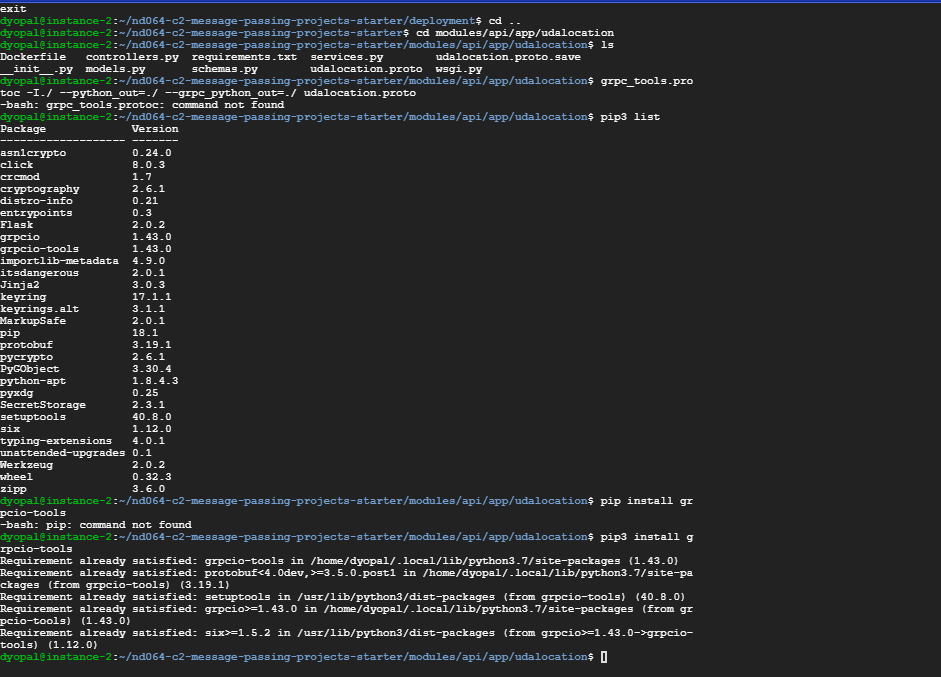 exit
dyopal@instance-2:~/nd064-c2-message-passing-projects-starter/deployment$ cd ..
dyopal@instance-2:~/nd064-c2-message-passing-projects-starter$ cd modules/api/app/udalocation
dyopal@instance-2:~/nd064-c2-message-passing-projects-starter/modules/api/app/udalocation$ ls
Dockerfile   controllers.py  requirements.txt  services.py        udalocation.proto.save
__init__.py  models.py       schemas.py        udalocation.proto  wsgi.py
dyopal@instance-2:~/nd064-c2-message-passing-projects-starter/modules/api/app/udalocation$ grpc_tools.pro
toc -I./ --python_out=./ --grpc_python_out=./ udalocation.proto
-bash: grpc_tools.protoc: command not found
dyopal@instance-2:~/nd064-c2-message-passing-projects-starter/modules/api/app/udalocation$ pip3 list
Package             Version
------------------- -------
asn1crypto          0.24.0
click               8.0.3
crcmod              1.7
cryptography        2.6.1
distro-info         0.21
entrypoints         0.3
Flask               2.0.2
grpcio              1.43.0
grpcio-tools        1.43.0
importlib-metadata  4.9.0
itsdangerous        2.0.1
Jinja2              3.0.3
keyring             17.1.1
keyrings.alt        3.1.1
MarkupSafe          2.0.1
pip                 18.1
protobuf            3.19.1
pycrypto            2.6.1
PyGObject           3.30.4
python-apt          1.8.4.3
pyxdg               0.25
SecretStorage       2.3.1
setuptools          40.8.0
six                 1.12.0
typing-extensions   4.0.1
unattended-upgrades 0.1
Werkzeug            2.0.2
wheel               0.32.3
zipp                3.6.0
dyopal@instance-2:~/nd064-c2-message-passing-projects-starter/modules/api/app/udalocation$ pip install gr
pcio-tools
-bash: pip: command not found
dyopal@instance-2:~/nd064-c2-message-passing-projects-starter/modules/api/app/udalocation$ pip3 install g
rpcio-tools
Requirement already satisfied: grpcio-tools in /home/dyopal/.local/lib/python3.7/site-packages (1.43.0)
Requirement already satisfied: protobuf<4.0dev,>=3.5.0.post1 in /home/dyopal/.local/lib/python3.7/site-pa
ckages (from grpcio-tools) (3.19.1)
Requirement already satisfied: setuptools in /usr/lib/python3/dist-packages (from grpcio-tools) (40.8.0)
Requirement already satisfied: grpcio>=1.43.0 in /home/dyopal/.local/lib/python3.7/site-packages (from gr
pcio-tools) (1.43.0)
Requirement already satisfied: six>=1.5.2 in /usr/lib/python3/dist-packages (from grpcio>=1.43.0->grpcio-
tools) (1.12.0)
dyopal@instance-2:~/nd064-c2-message-passing-projects-starter/modules/api/app/udalocation$